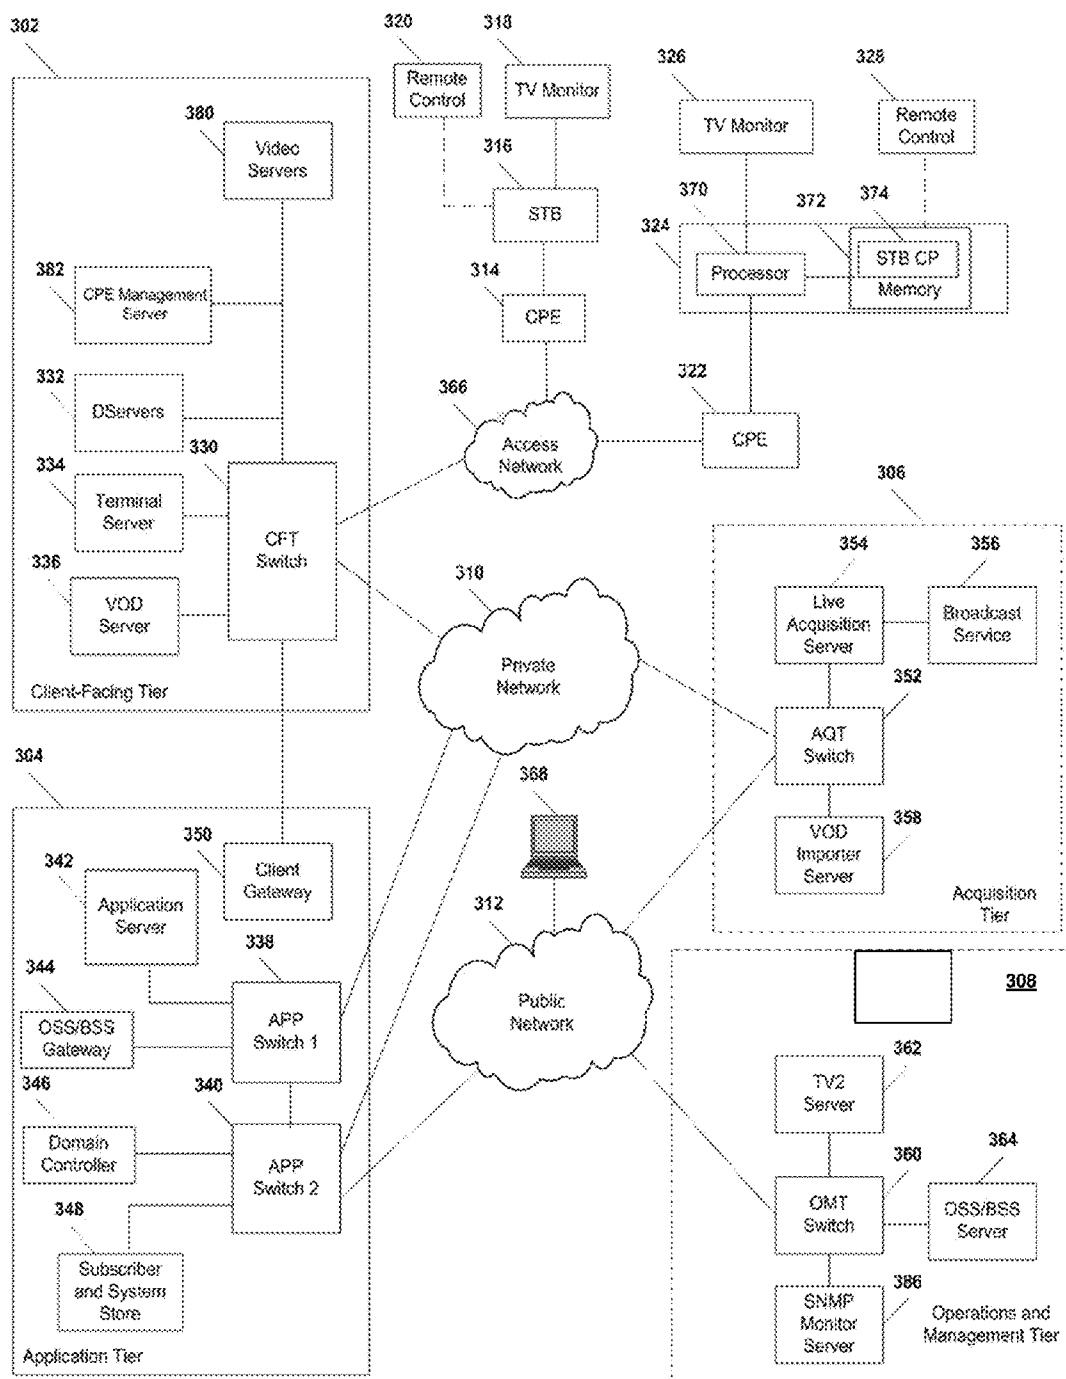 302
320
318
326
328
Remote
Control
TV Monitor
TV Monitor
Remote
Control
380
Video
Servers
316
STB
370
372
374
324
Processor
STB CP
Memory
382
CPE Management
Server
314
CPE
332
DServers
366
Access
Network
322
CPE
334
330
Terminal
Server
CFT
Switch
336
VOD
Server
306
354
356
Live
Acquisition
Server
Broadcast
Service
310
Private
Network
352
AQT
Switch
Client-Facing Tier
304
368
350
Client
Gateway
358
VOD
Importer
Server
Acquisition
Tier
342
Application
Server
338
312
344
OSS/BSS
Gateway
APP
Switch 1
Public
Network
308
346
340
362
TV2
Server
Domain
Controller
APP
Switch 2
360
364
OMT
Switch
OSS/BSS
Server
348
Subscriber
and System
Store
386
SNMP
Monitor
Server
Operations and
Management Tier
Application Tier